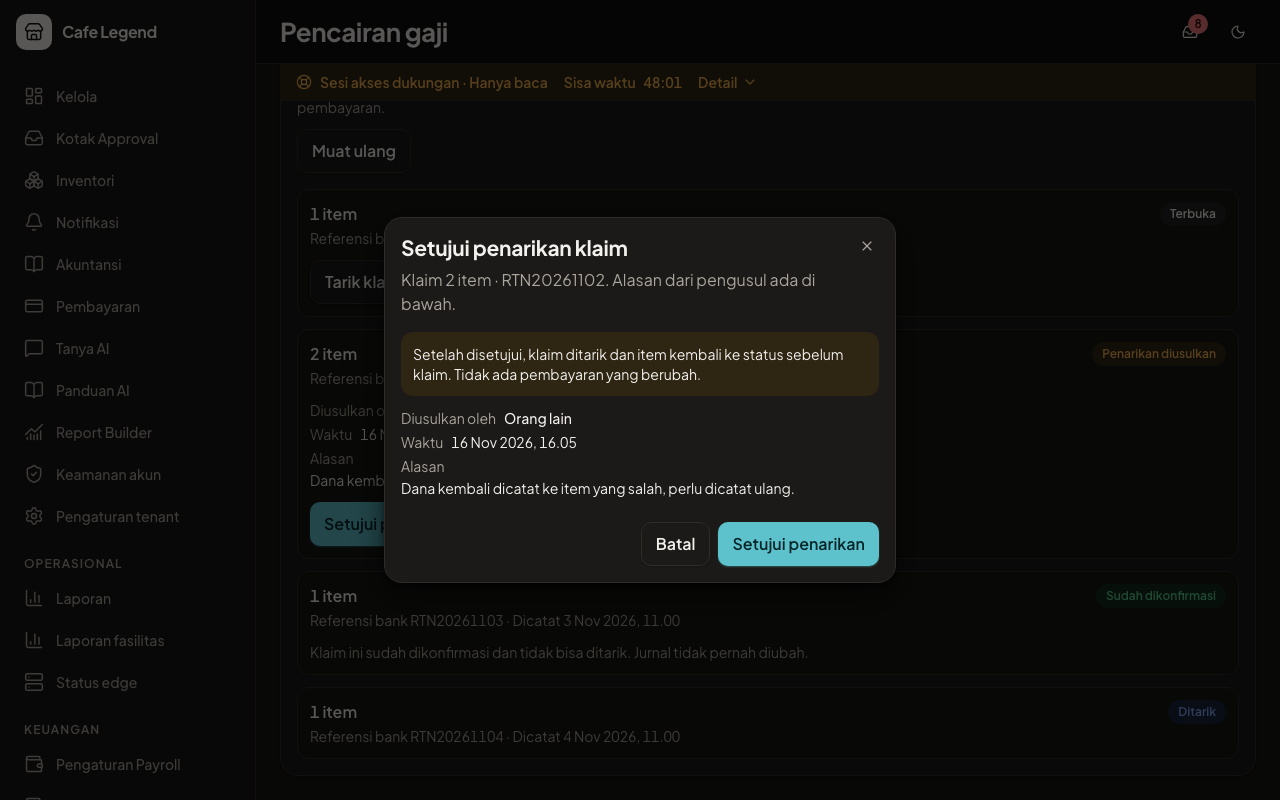 Cafe Legend
Pencairan gaji
8
Sesi akses dukungan · Hanya baca
Sisa waktu 48:01
Detail
Kelola
Kotak Approval
Inventori
Notifikasi
Akuntansi
Pembayaran
Tanya AI
Panduan AI
Report Builder
Keamanan akun
Pengaturan tenant
OPERASIONAL
Laporan
Laporan fasilitas
Status edge
KEUANGAN
Pengaturan Payroll
pembayaran.
Muat ulang
1 item
Terbuka
Referensi
Tarik
2 item
Penarikan diusulkan
Referensi
Diusulkan
Waktu 16
Alasan
Dana
Setujui
Setujui penarikan klaim
Klaim 2 item · RTN20261102. Alasan dari pengusul ada di
bawah.
Setelah disetujui, klaim ditarik dan item kembali ke status sebelum
klaim. Tidak ada pembayaran yang berubah.
Diusulkan oleh Orang lain
Waktu 16 Nov 2026, 16.05
Alasan
Dana kembali dicatat ke item yang salah, perlu dicatat ulang.
Batal
Setujui penarikan
1 item
Sudah dikonfirmasi
Referensi bank RTN20261103 · Dicatat 3 Nov 2026, 11.00
Klaim ini sudah dikonfirmasi dan tidak bisa ditarik. Jurnal tidak pernah diubah.
1 item
Ditarik
Referensi bank RTN20261104 · Dicatat 4 Nov 2026, 11.00